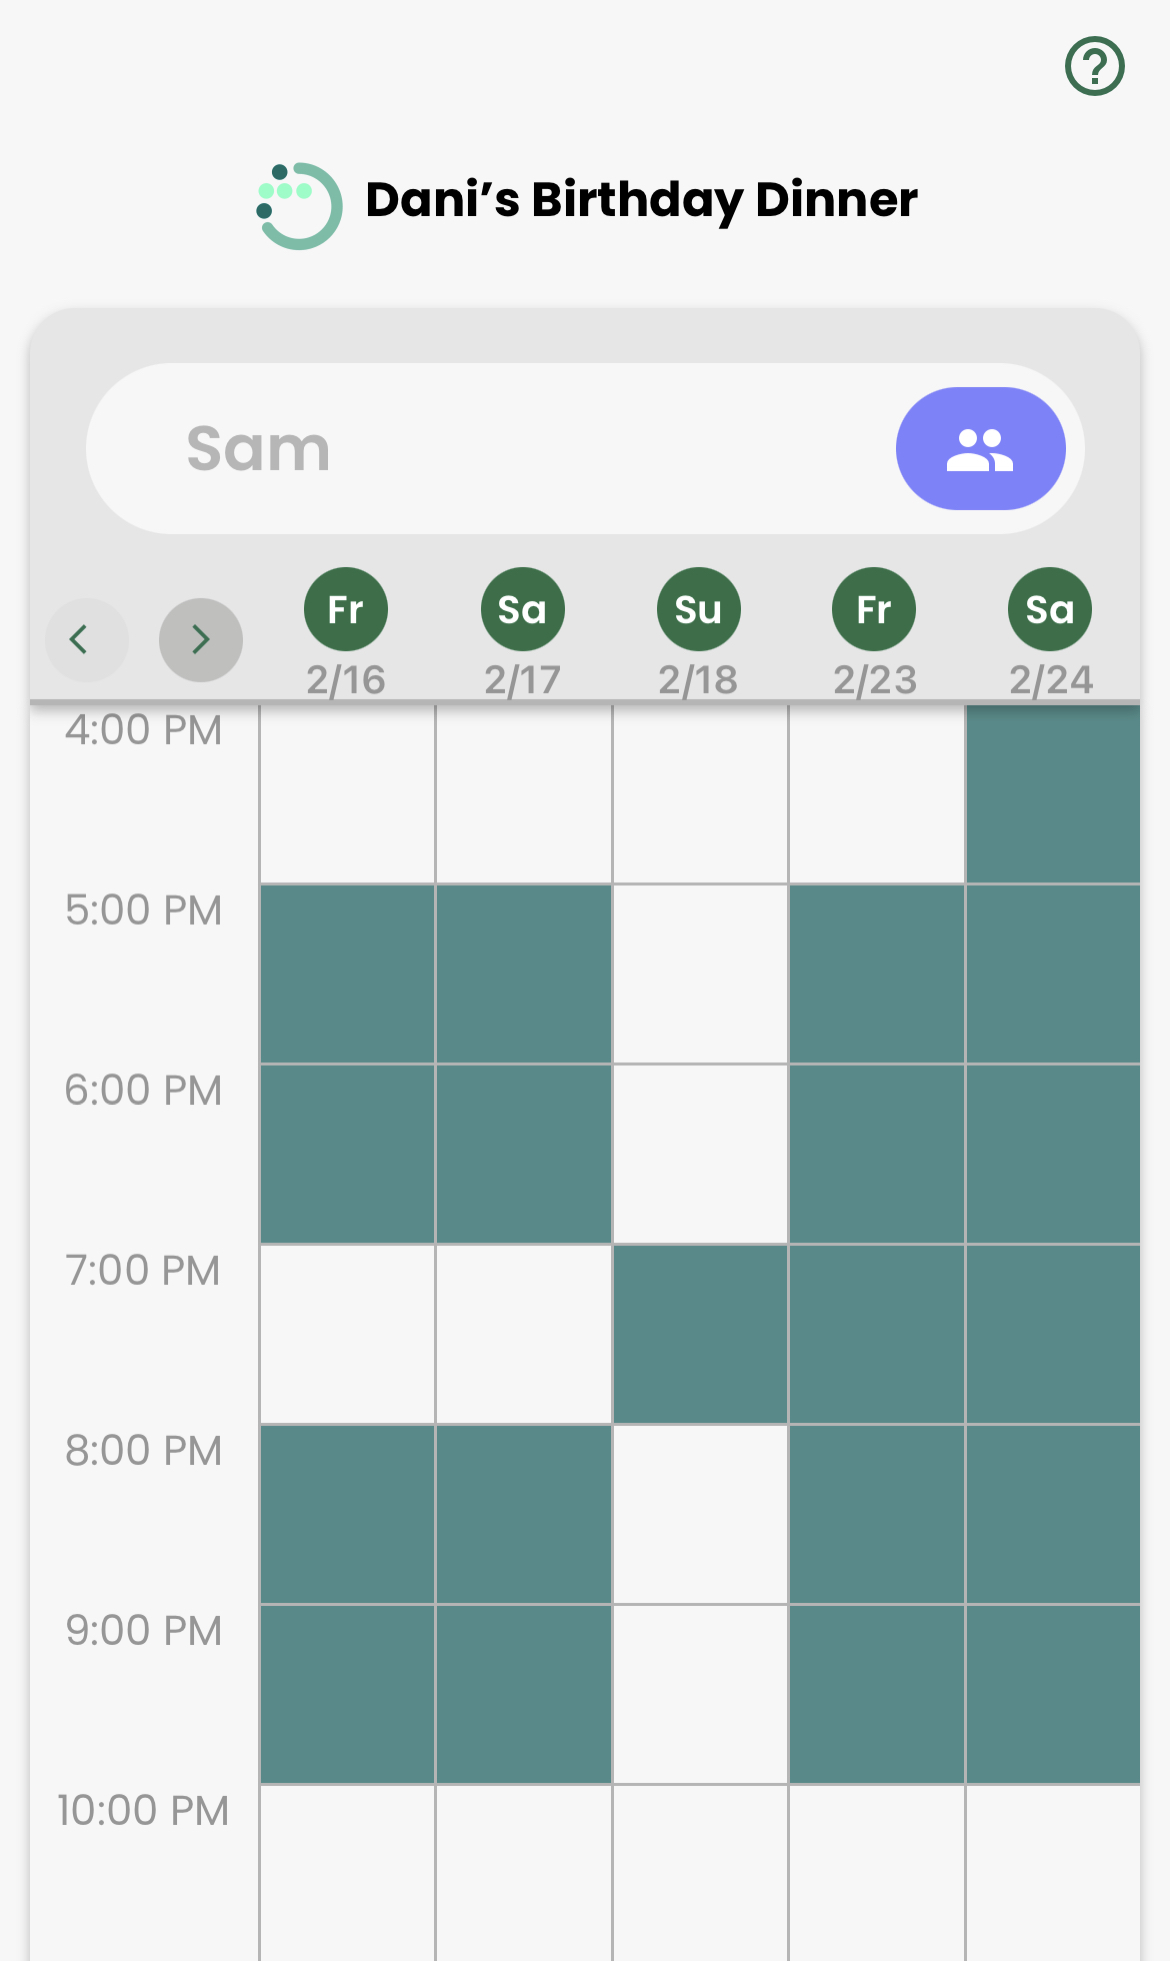 Dani’s Birthday Dinner
Sam
Fr Sa Su Fr Sa
2/16 2/17 2/18 2/23 2/24
4:00 PM
5:00 PM
6:00 PM
7:00 PM
8:00 PM
9:00 PM
10:00 PM